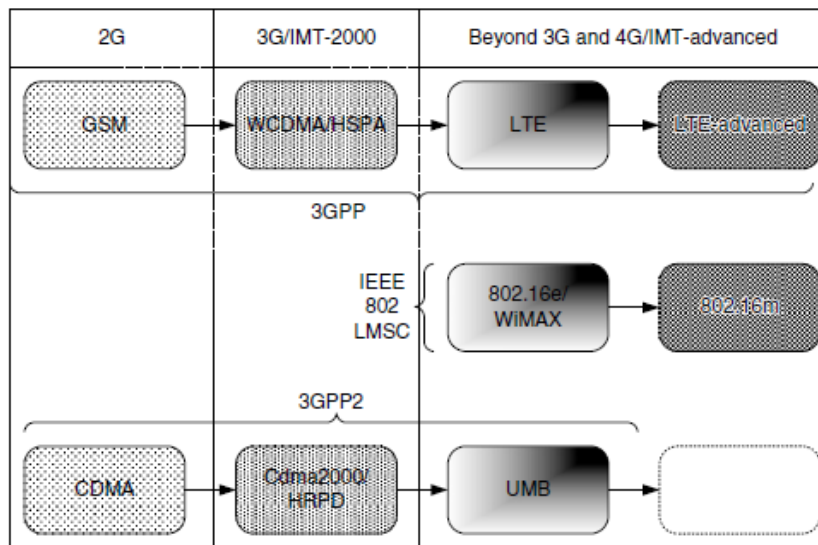 2G
3G/IMT-2000
Beyond 3G and 4G/IMT-advanced
GSM
WCDMA/HSPA
LTE
LTE-advanced
3GPP
IEEE
802
LMSC
802.16e/
WiMAX
802.16m
3GPP2
CDMA
Cdma2000/
HRPD
UMB